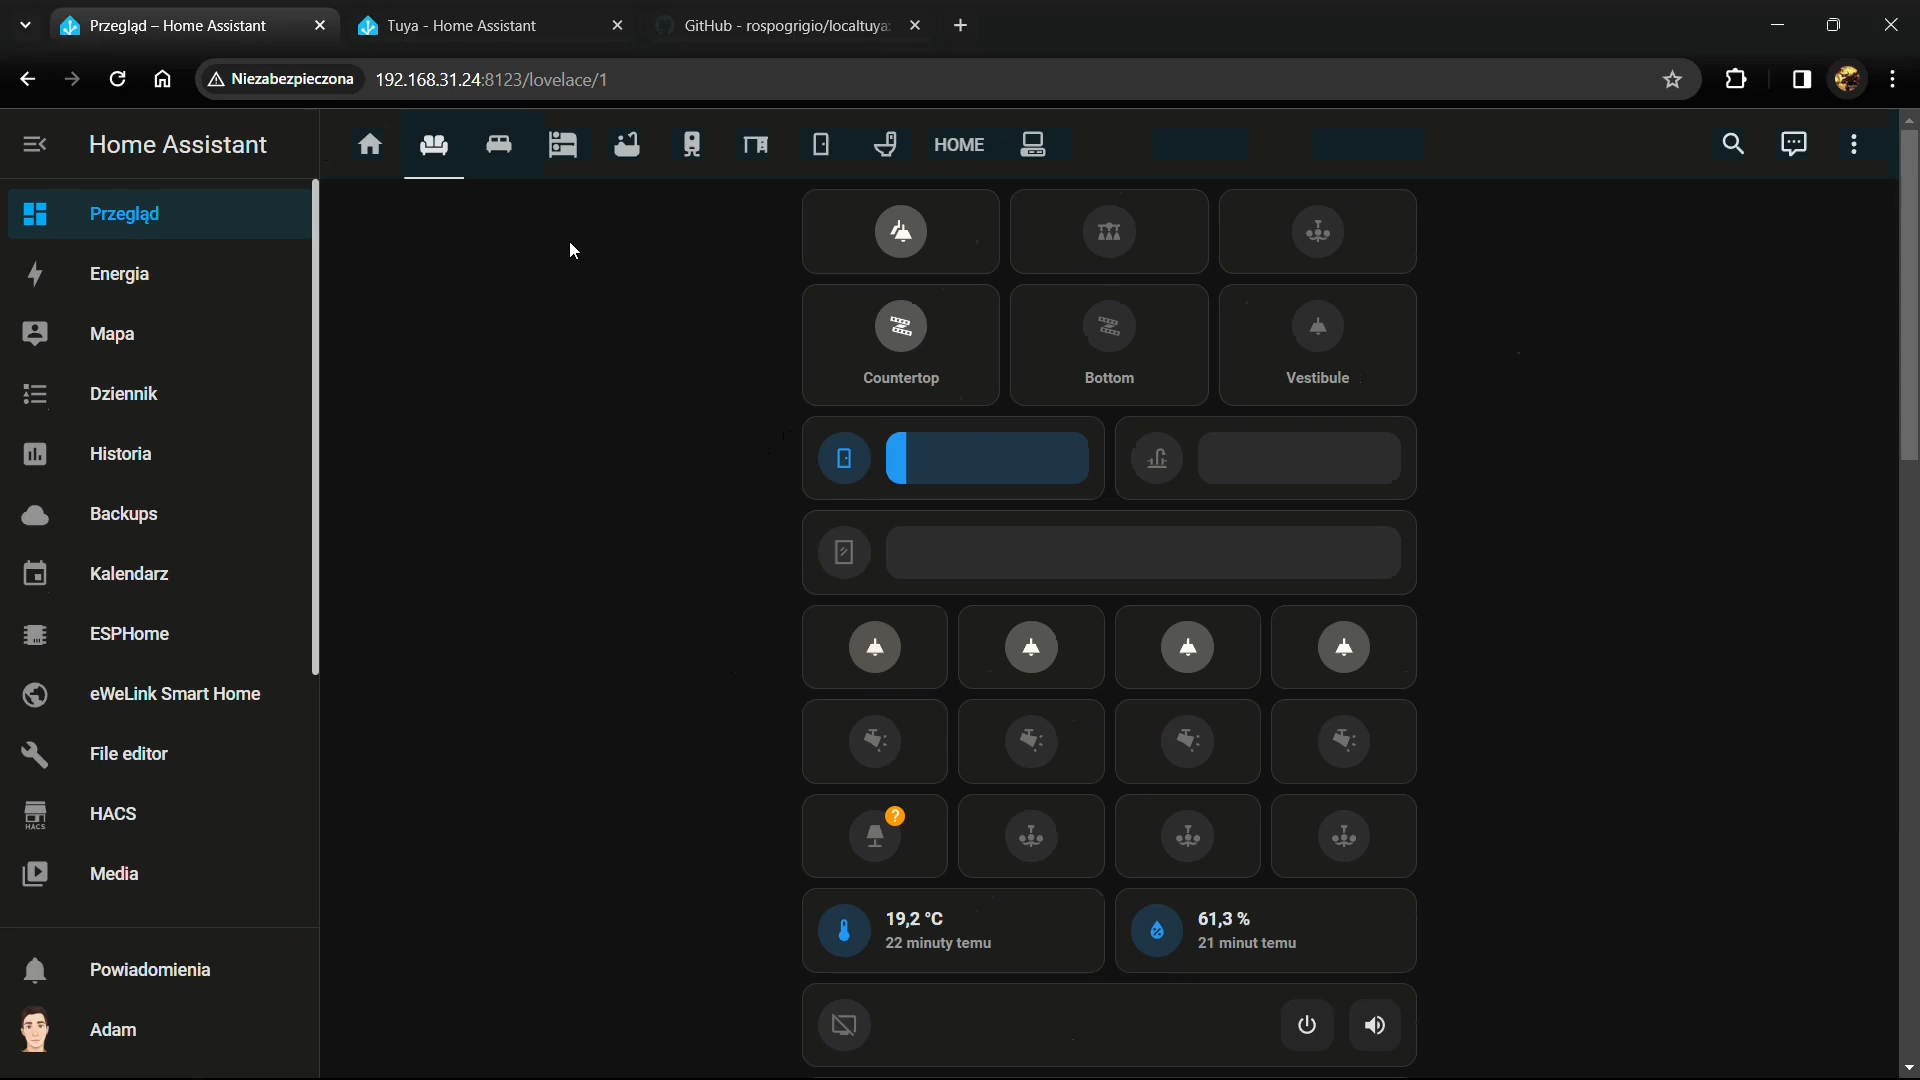 Przegląd – Home Assistant
Tuya - Home Assistant
GitHub - rospogrigio/localtuya:
Niezabezpieczona
192.168.31.24:8123/lovelace/1
Home Assistant
HOME
Przegląd
Energia
Mapa
Dziennik
Historia
Backups
Kalendarz
ESPHome
eWeLink Smart Home
File editor
HACS
HACS
Media
Powiadomienia
Adam
Countertop
Bottom
Vestibule
?
19,2 °C
22 minuty temu
61,3 %
21 minut temu